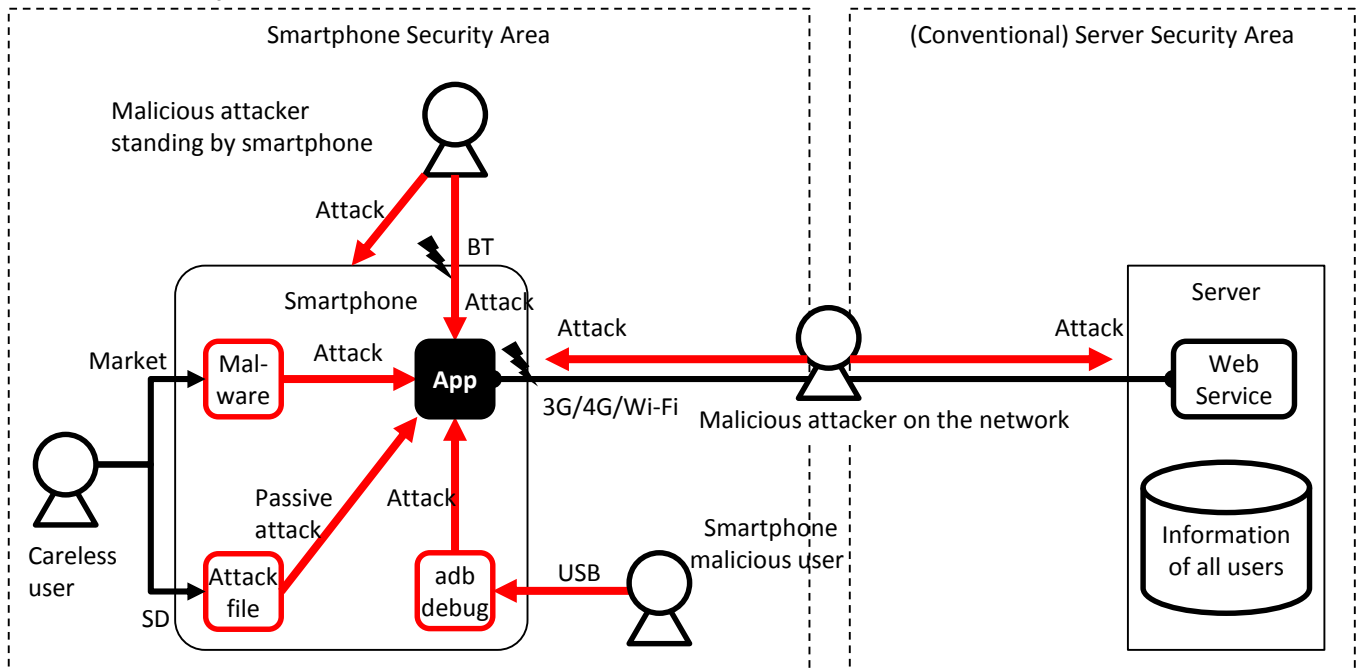 Smartphone Security Area
(Conventional) Server Security Area
Malicious attacker
standing by smartphone
Attack
BT
Smartphone
Attack
Server
Attack
Attack
Market
Mal-
ware
Attack
App
Web
Service
3G/4G/Wi-Fi
Malicious attacker on the network
Passive
attack
Attack
Careless
user
SD
Attack
file
adb
debug
USB
Smartphone
malicious user
Information
of all users